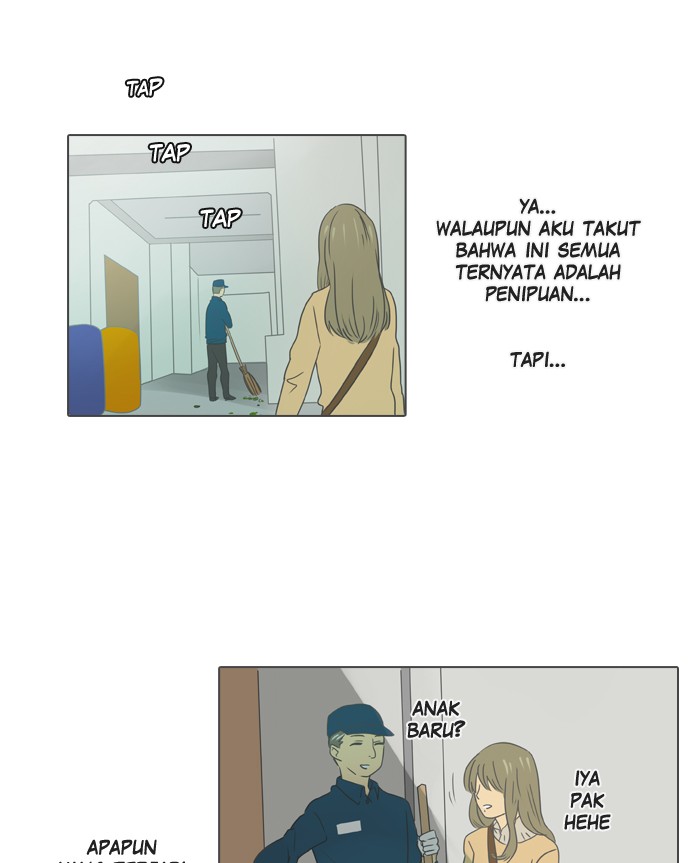 TAP
TAP
TAP
YA...
WALAUPUN AKU TAKUT
BAHWA INI SEMUA
TERNYATA ADALAH
PENIPUAN...
TAPI...
ANAK
BARU?
IYA
PAK
HEHE
APAPUN